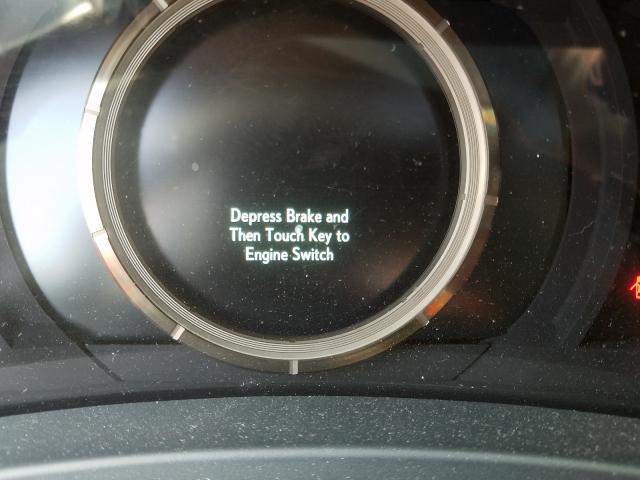 Depress Brake and
Then Touch Key to
Engine Switch